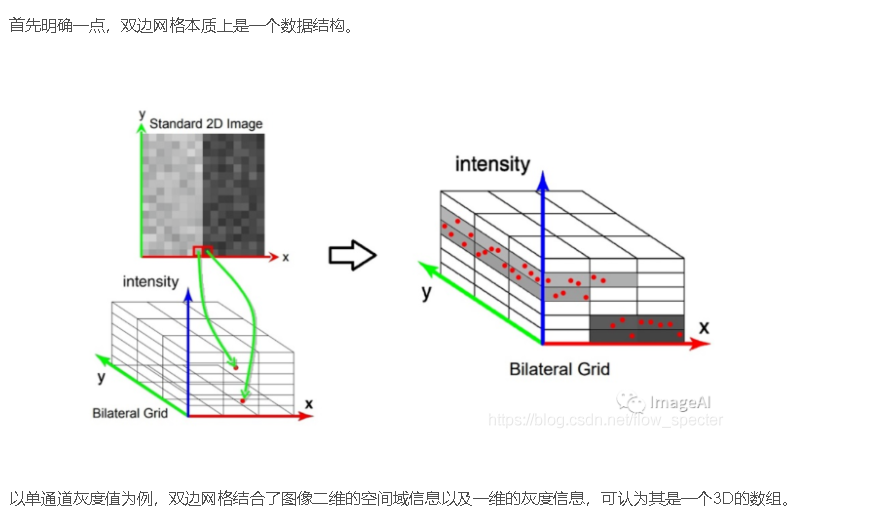 首先明确一点，双边网格本质上是一个数据结构。
y
Standard 2D Image
x
intensity
y
x
Bilateral Grid
intensity
y
x
Bilateral Grid
ImageAI
https://blog.csdn.net/flow_specter
以单通道灰度值为例，双边网格结合了图像二维的空间域信息以及一维的灰度信息，可认为其是一个3D的数组。